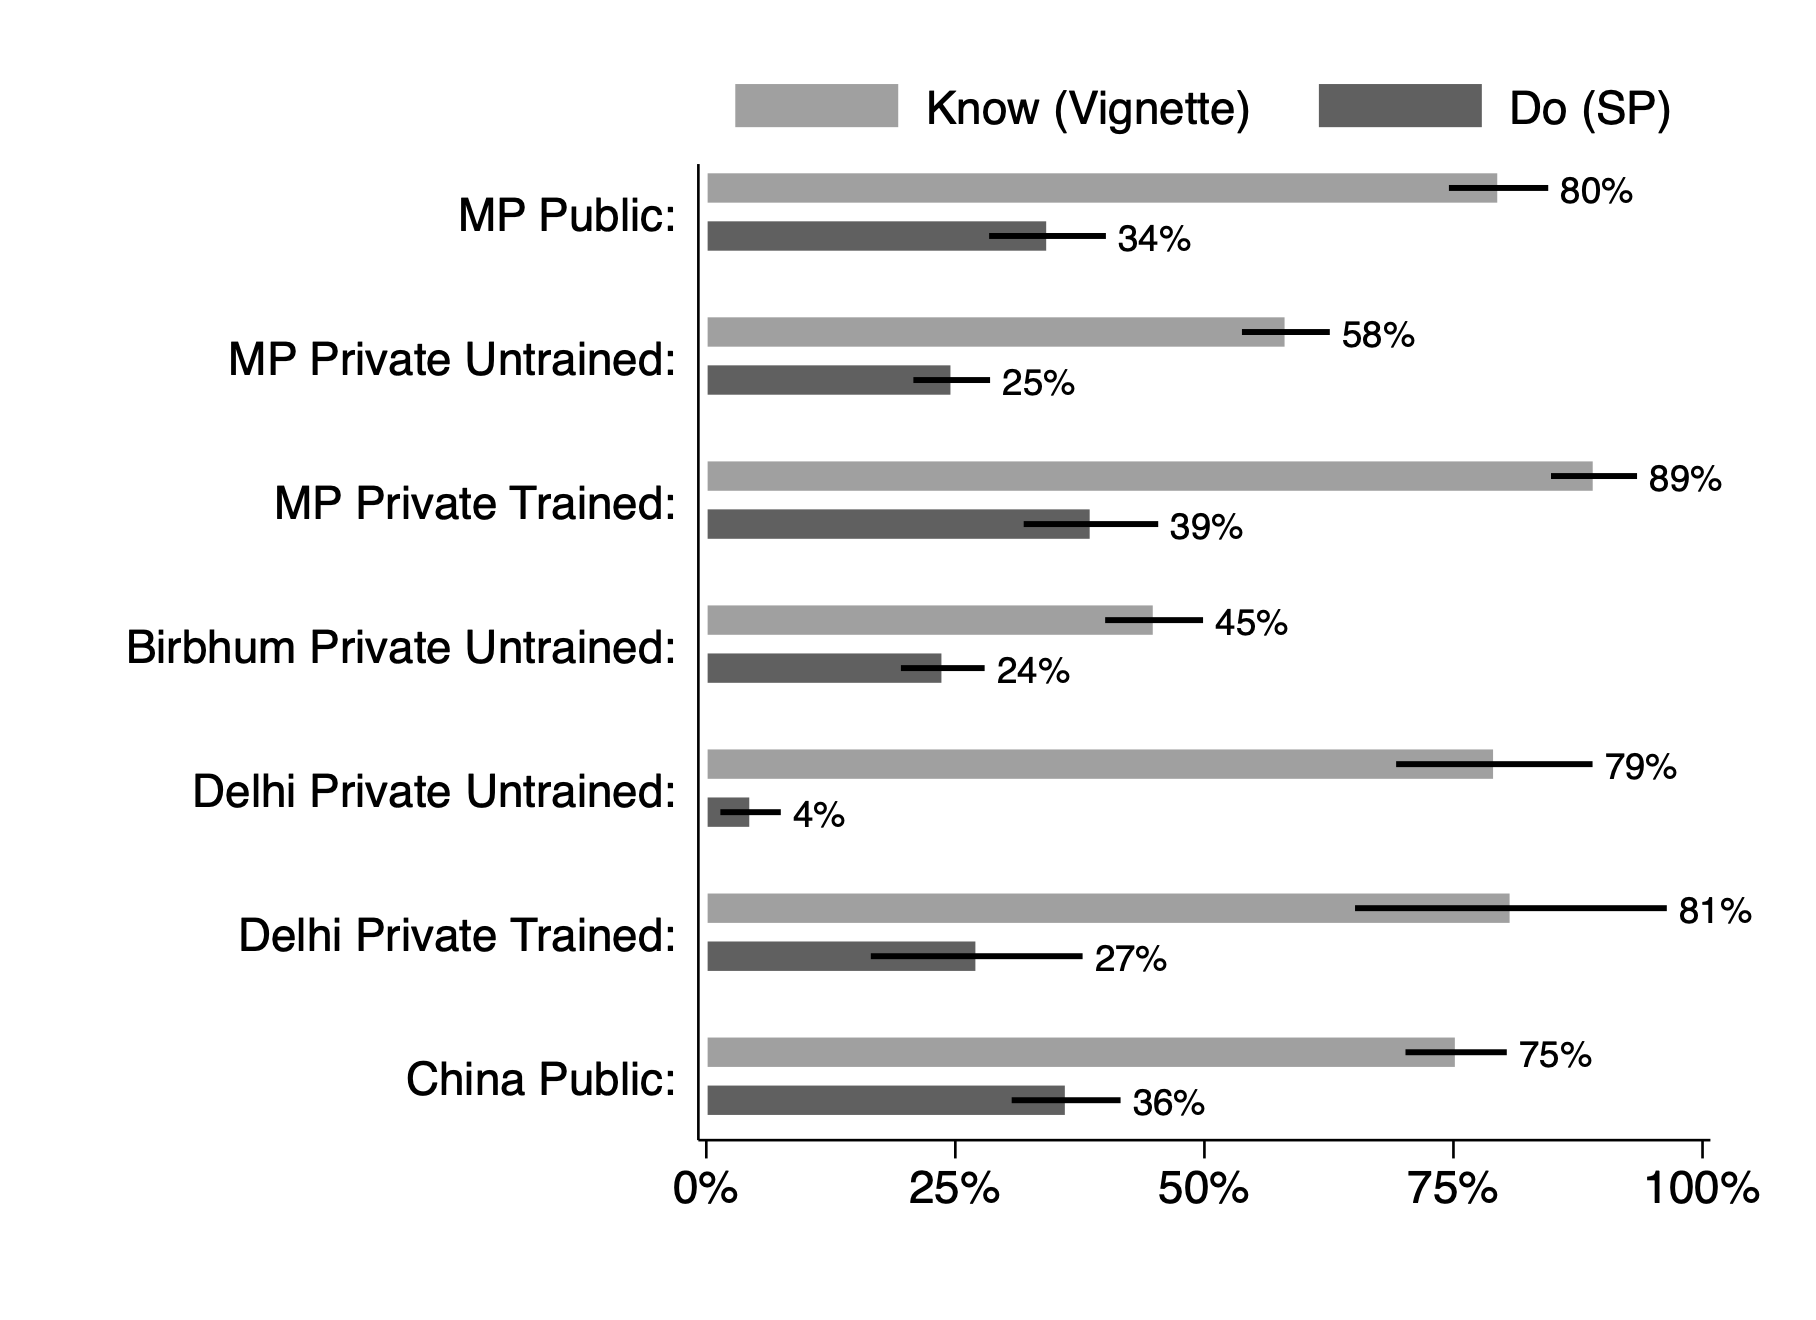 Know (Vignette) Do (SP)
MP Public:
80%
34%
MP Private Untrained:
58%
25%
MP Private Trained:
89%
39%
Birbhum Private Untrained:
45%
24%
Delhi Private Untrained:
79%
4%
Delhi Private Trained:
81%
27%
China Public:
75%
36%
0% 25% 50% 75% 100%